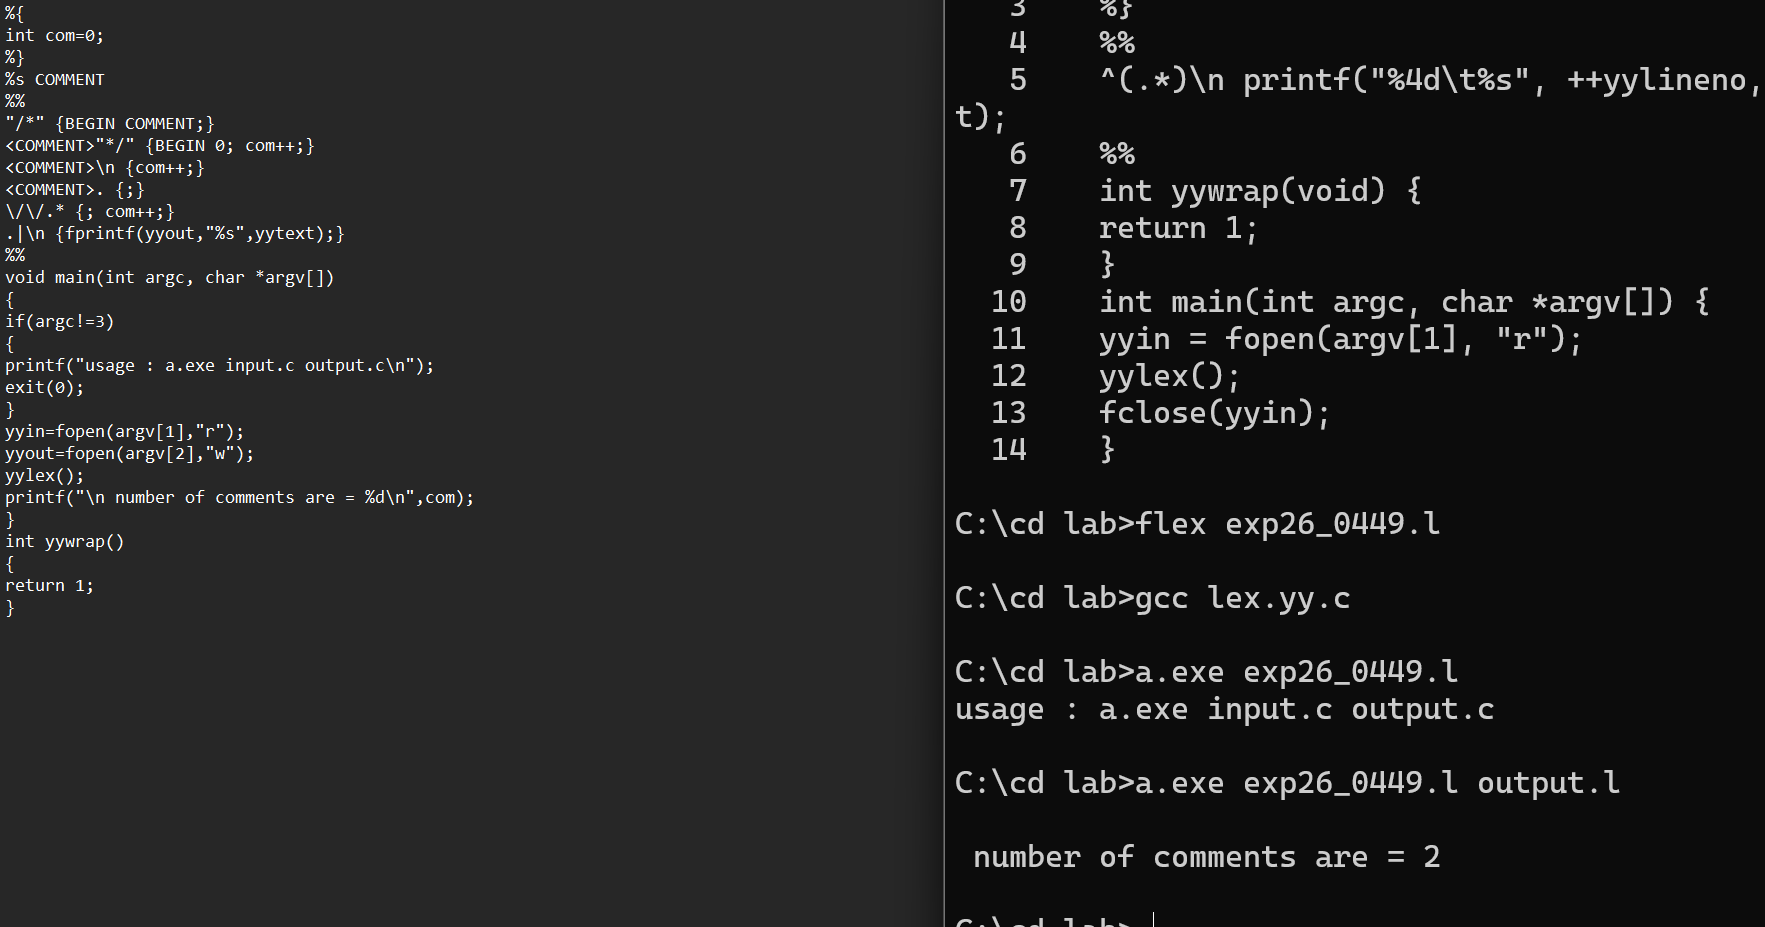 %{
int com=0;
%}
%s COMMENT
%%
"/*" {BEGIN COMMENT;}
<COMMENT>"*/" {BEGIN 0; com++;}
<COMMENT>\n {com++;}
<COMMENT>. {;}
\/\/.* {; com++;}
.|\n {fprintf(yyout,"%s",yytext);}
%%
void main(int argc, char *argv[])
{
if(argc!=3)
{
printf("usage : a.exe input.c output.c\n");
exit(0);
}
yyin=fopen(argv[1],"r");
yyout=fopen(argv[2],"w");
yylex();
printf("\n number of comments are = %d\n",com);
}
int yywrap()
{
return 1;
}
3 %}
4 %%
5 ^(.*)\n printf("%4d\t%s", ++yylineno,
t);
6 %%
7 int yywrap(void) {
8 return 1;
9 }
10 int main(int argc, char *argv[]) {
11 yyin = fopen(argv[1], "r");
12 yylex();
13 fclose(yyin);
14 }
C:\cd lab>flex exp26_0449.l
C:\cd lab>gcc lex.yy.c
C:\cd lab>a.exe exp26_0449.l
usage : a.exe input.c output.c
C:\cd lab>a.exe exp26_0449.l output.l
number of comments are = 2
C:\cd lab>